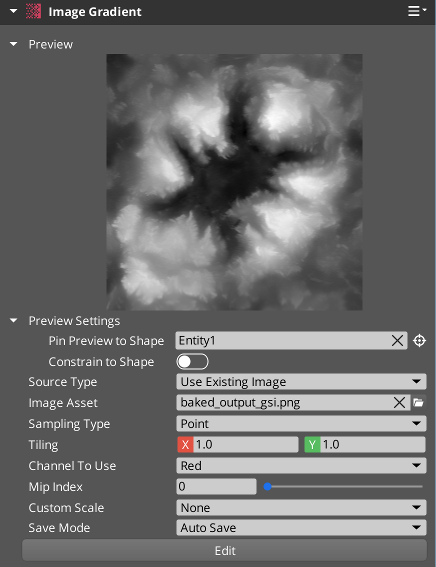 Image Gradient
Preview
Preview Settings
Pin Preview to Shape Entity1
Constrain to Shape
Source Type Use Existing Image
Image Asset baked_output_gsi.png
Sampling Type Point
Tiling X 1.0 Y 1.0
Channel To Use Red
Mip Index 0
Custom Scale None
Save Mode Auto Save
Edit